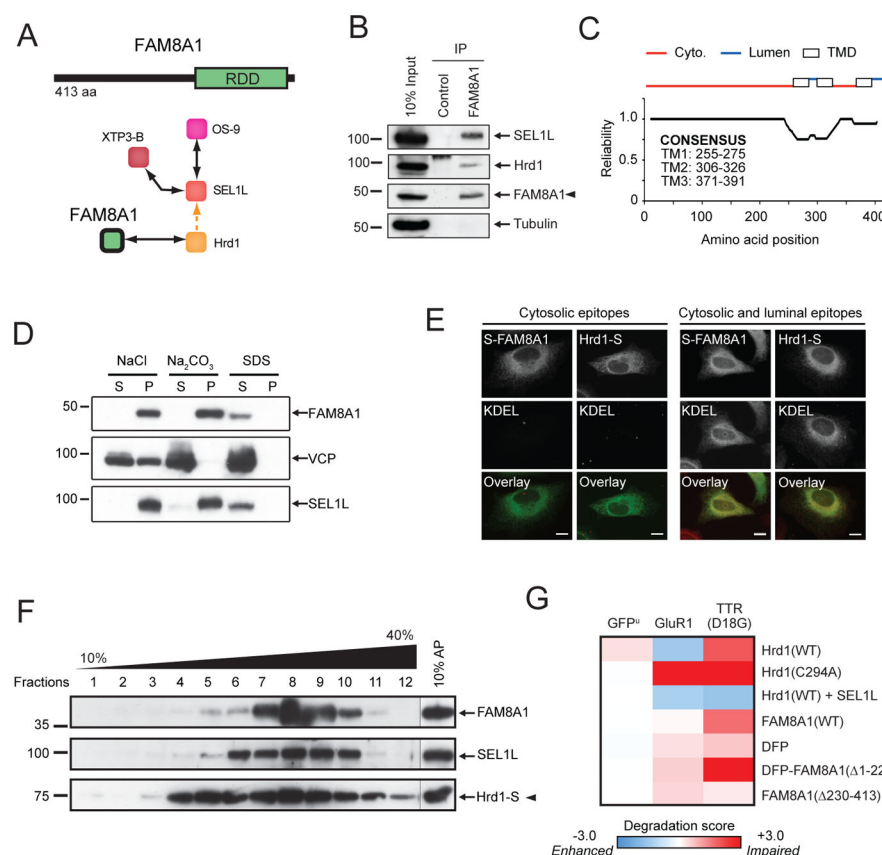 A
FAM8A1
RDD
413 aa
OS-9
XTP3-B
SEL1L
FAM8A1
Hrd1
B
IP
10% Input
Control
FAM8A1
100
SEL1L
100
Hrd1
50
FAM8A1
50
Tubulin
C
Cyto. Lumen TMD
Reliability
1.0
0.5
CONSENSUS
TM1: 255-275
TM2: 306-326
TM3: 371-391
0 100 200 300 400
Amino acid position
D
NaCl Na2CO3 SDS
S P S P S P
50
FAM8A1
100
VCP
100
SEL1L
E
Cytosolic epitopes Cytosolic and luminal epitopes
S-FAM8A1 Hrd1-S S-FAM8A1 Hrd1-S
KDEL KDEL KDEL KDEL
Overlay Overlay Overlay Overlay
F
10% 40%
10% AP
Fractions 1 2 3 4 5 6 7 8 9 10 11 12
35
FAM8A1
100
SEL1L
75
Hrd1-S
G
GFPu GluR1 TTR
(D18G)
Hrd1(WT)
Hrd1(C294A)
Hrd1(WT) + SEL1L
FAM8A1(WT)
DFP
DFP-FAM8A1(Δ1-22
FAM8A1(Δ230-413)
Degradation score
-3.0 +3.0
Enhanced Impaired